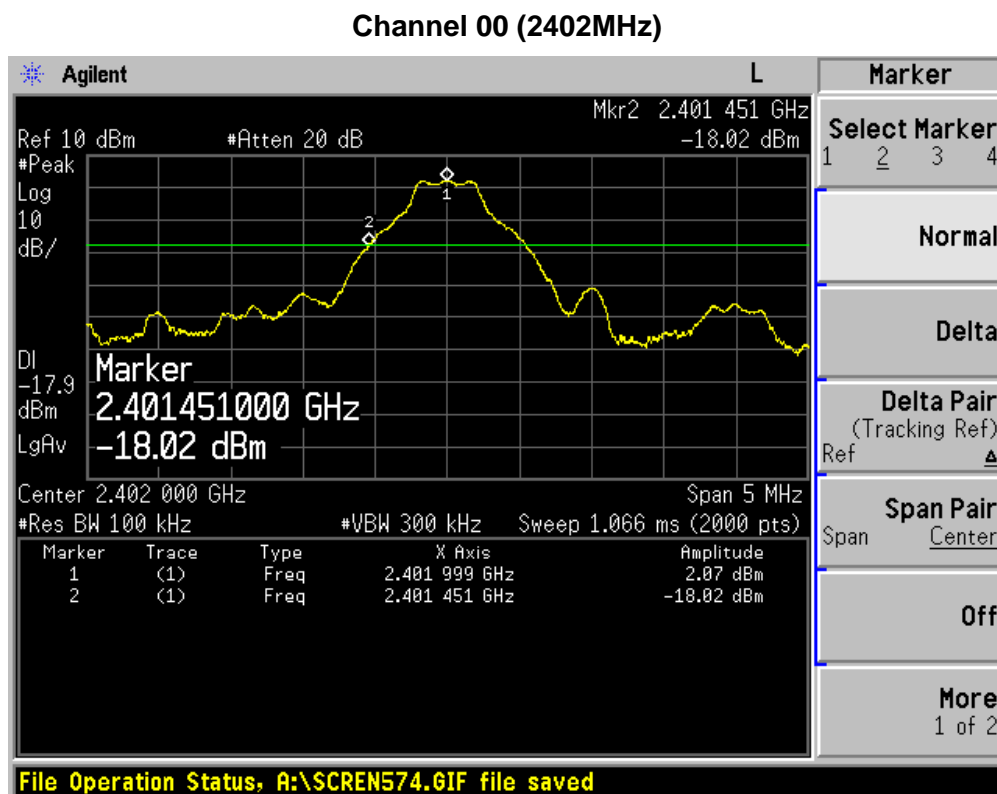 Channel 00 (2402MHz)
Agilent
L
Marker
Mkr2 2.401 451 GHz
Ref 10 dBm #Atten 20 dB -18.02 dBm
#Peak
Log
10
dB/
1
2
DI
-17.9
dBm
LgAv
Marker
2.401451000 GHz
-18.02 dBm
Center 2.402 000 GHz Span 5 MHz
#Res BW 100 kHz #VBW 300 kHz Sweep 1.066 ms (2000 pts)
Marker Trace Type X Axis Amplitude
1 (1) Freq 2.401 999 GHz 2.07 dBm
2 (1) Freq 2.401 451 GHz -18.02 dBm
Select Marker
1 2 3 4
Normal
Delta
Delta Pair
(Tracking Ref)
Ref Δ
Span Pair
Span Center
Off
More
1 of 2
File Operation Status, A:\SCREN574.GIF file saved